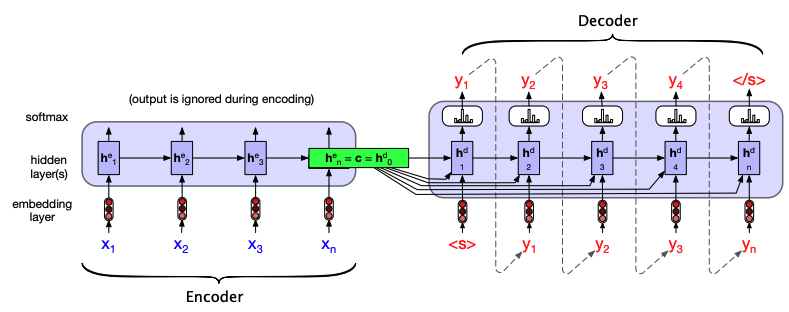 Decoder
y1 y2 y3 y4 </s>
(output is ignored during encoding)
softmax
hidden
layer(s)
he1 he2 he3 hen = c = hd0 hd1 hd2 hd3 hd4 hdn
embedding
layer
x1 x2 x3 xn <s> y1 y2 y3 yn
Encoder